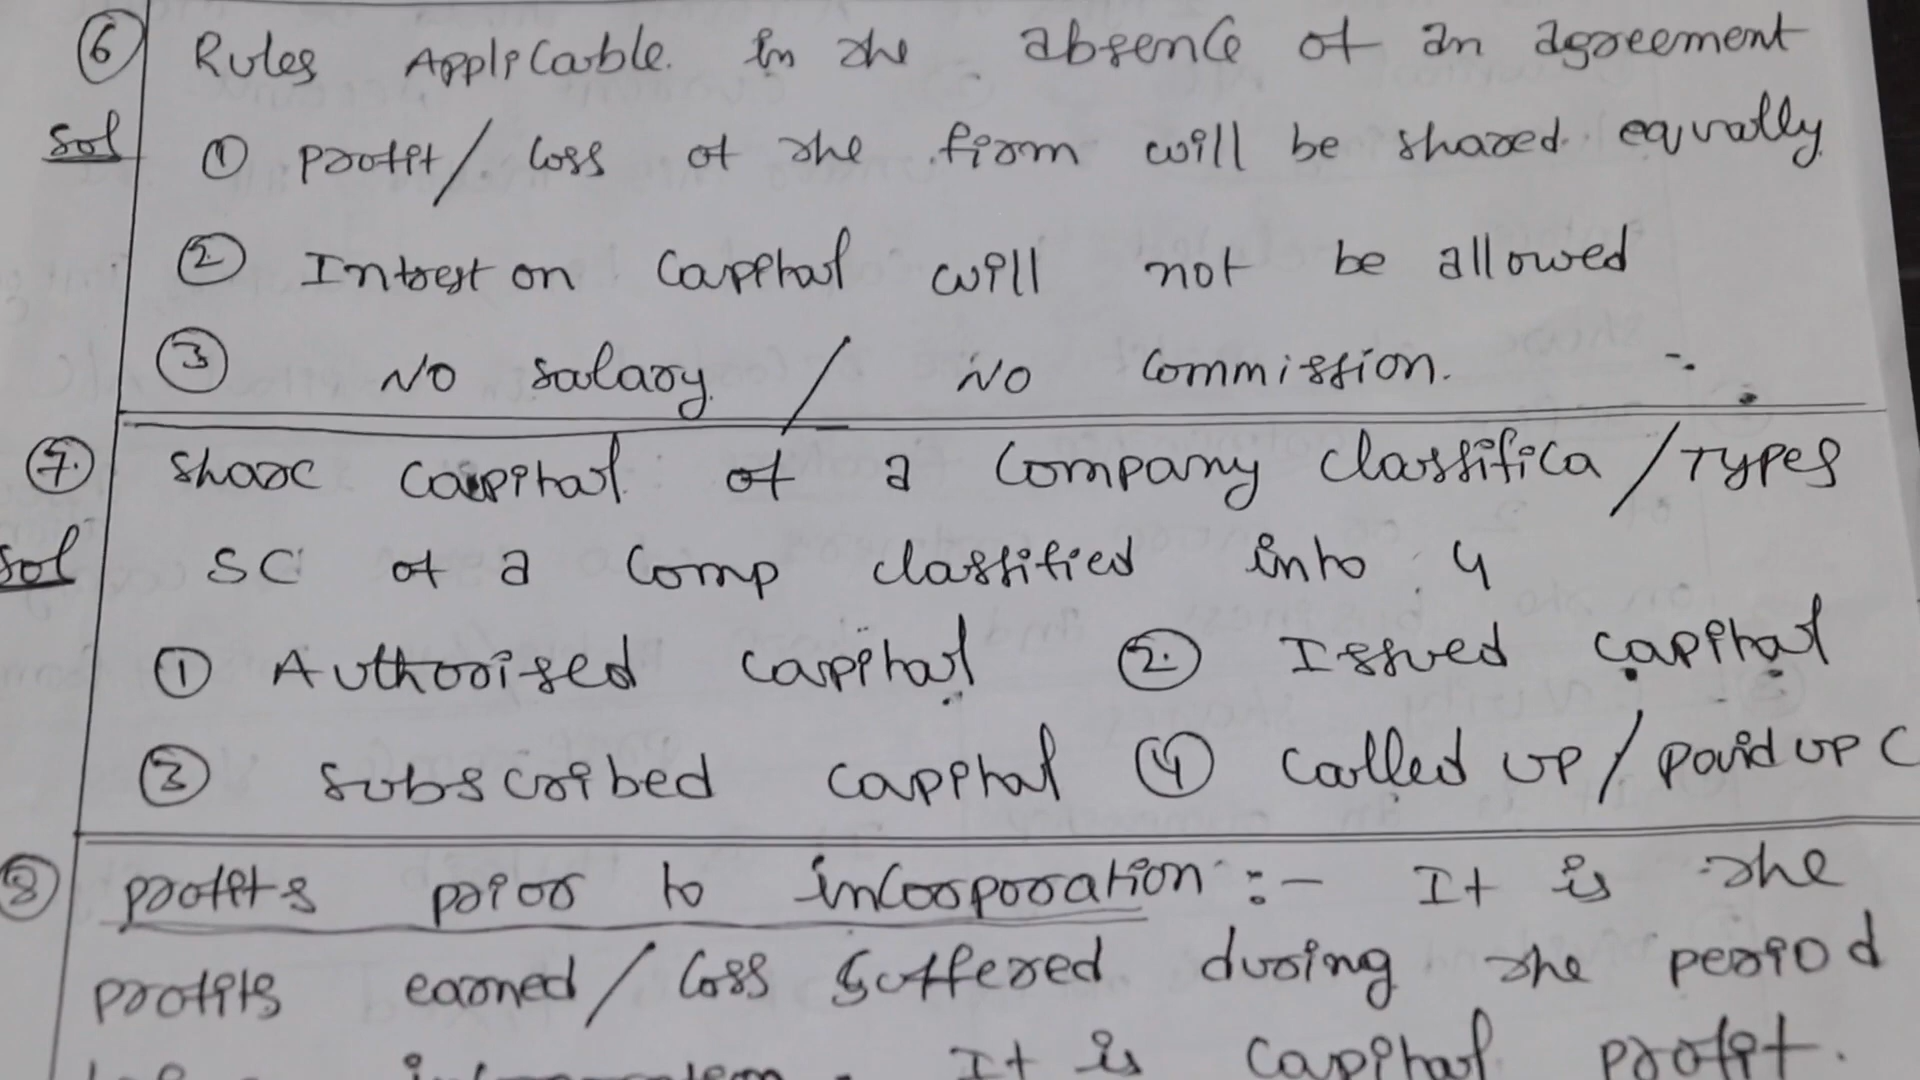 ⑥ Rules Applicable in the absence of an agreement
Sol ① profit/loss of the firm will be shared equally
② Intrest on capital will not be allowed
③ No salary / No commission.
⑦ Share capital of a company classifica/Types
Sol SC of a comp classified into 4
① Authorised capital ② Issued capital
③ Subscribed capital ④ Called up/paid up C
⑧ profits prior to incorporation :- It is the
profits earned/loss suffered during the period
It is capital profit.